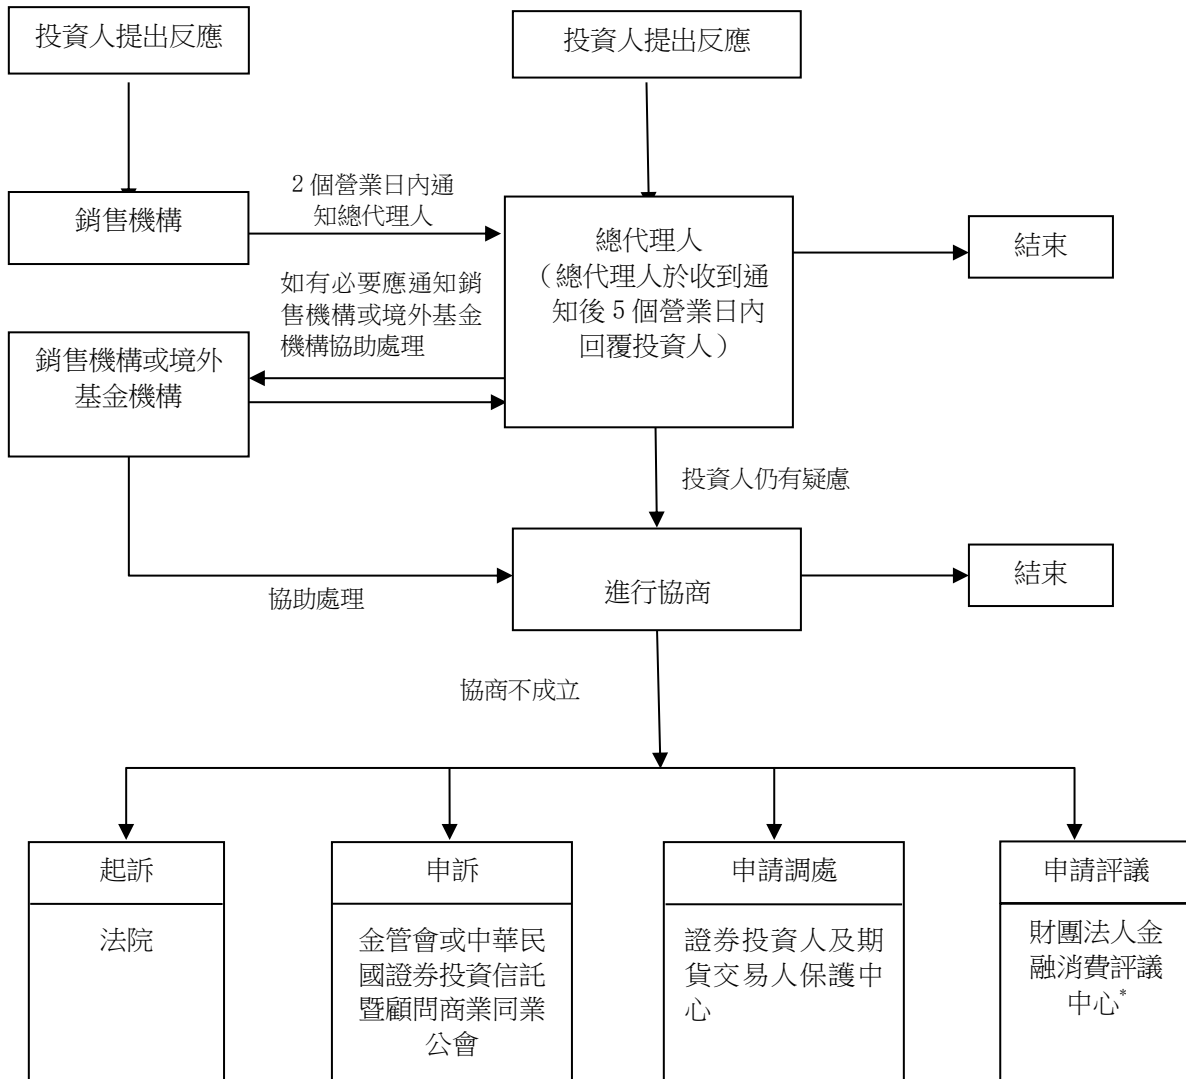 投資人提出反應
投資人提出反應
2 個營業日內通
知總代理人
銷售機構
總代理人
（總代理人於收到通
知後 5 個營業日內
回覆投資人）
結束
如有必要應通知銷
售機構或境外基金
機構協助處理
銷售機構或境外
基金機構
投資人仍有疑慮
進行協商
結束
協助處理
協商不成立
起訴
法院
申訴
金管會或中華民
國證券投資信託
暨顧問商業同業
公會
申請調處
證券投資人及期
貨交易人保護中
心
申請評議
財團法人金
融消費評議
中心*